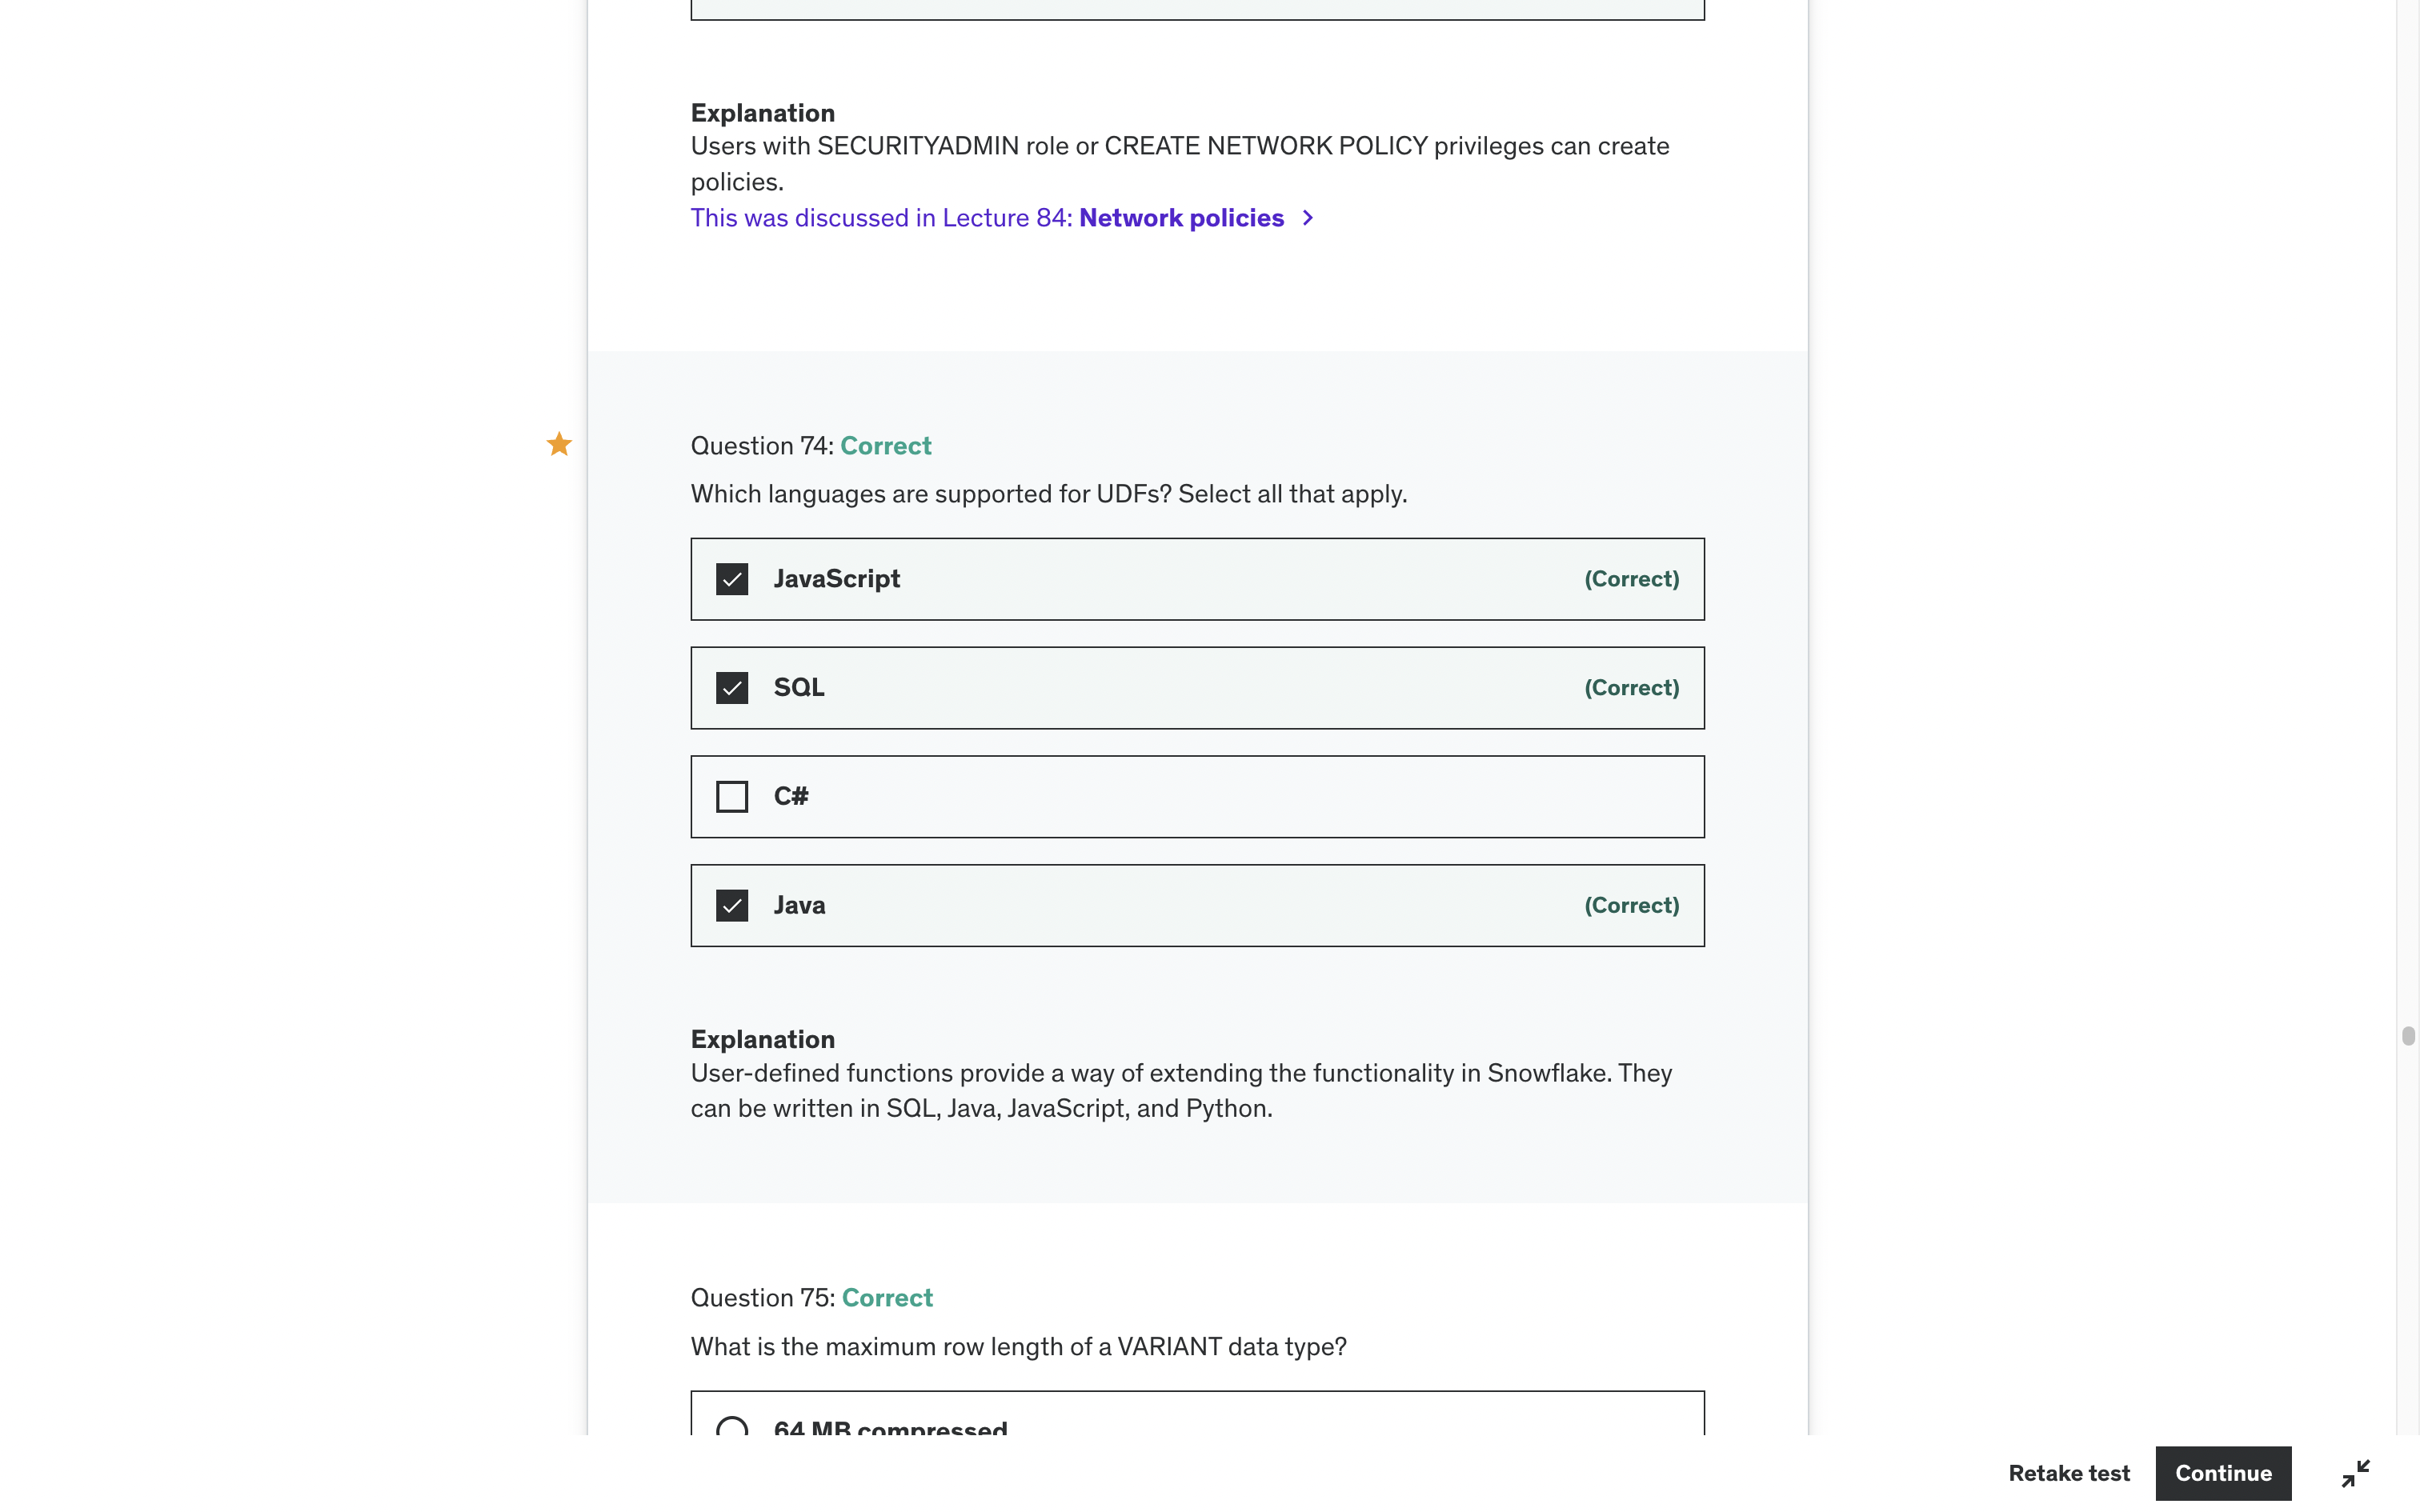 Explanation
Users with SECURITYADMIN role or CREATE NETWORK POLICY privileges can create
policies.
This was discussed in Lecture 84: Network policies
Question 74: Correct
Which languages are supported for UDFs? Select all that apply.
JavaScript (Correct)
SQL (Correct)
C#
Java (Correct)
Explanation
User-defined functions provide a way of extending the functionality in Snowflake. They
can be written in SQL, Java, JavaScript, and Python.
Question 75: Correct
What is the maximum row length of a VARIANT data type?
64 MB compressed
Retake test Continue